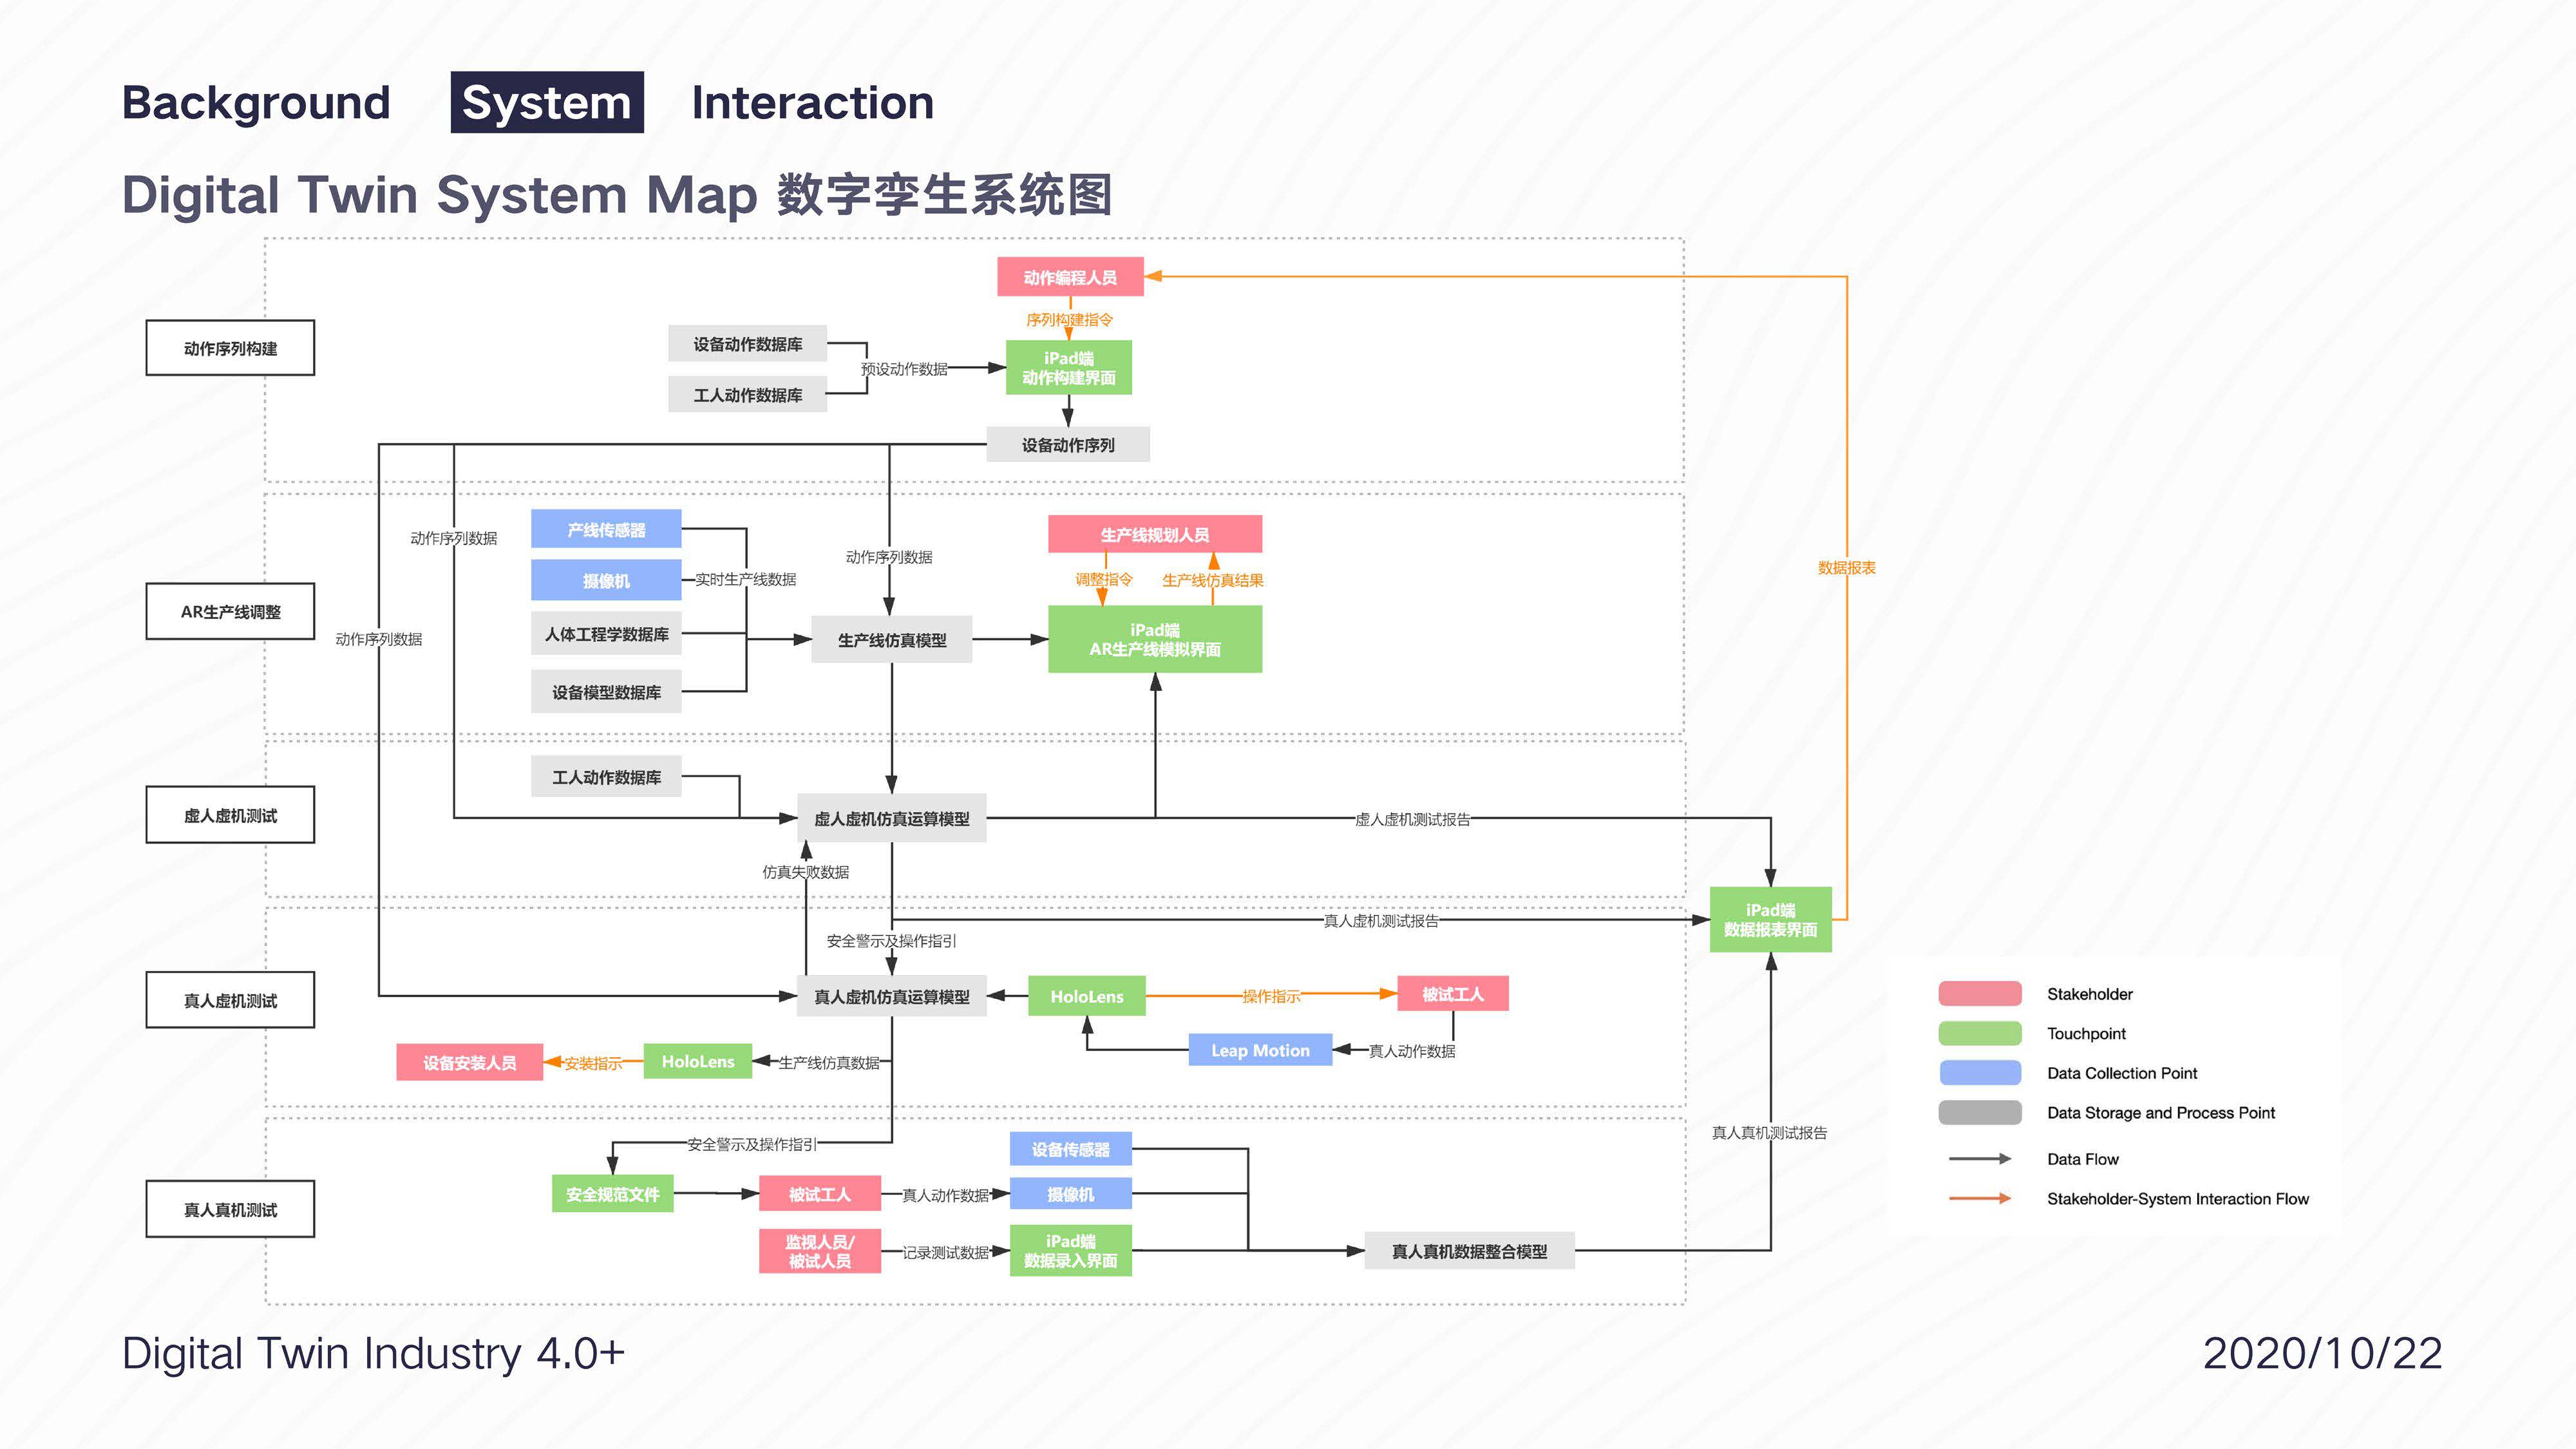 Background System Interaction
Digital Twin System Map 数字孪生系统图
动作序列构建
动作编程人员
序列构建指令
设备动作数据库
工人动作数据库
预设动作数据
iPad端
动作构建界面
设备动作序列
AR生产线调整
动作序列数据
动作序列数据
动作序列数据
产线传感器
摄像机
实时生产线数据
人体工程学数据库
设备模型数据库
生产线仿真模型
生产线规划人员
调整指令
生产线仿真结果
iPad端
AR生产线模拟界面
数据报表
虚人虚机测试
工人动作数据库
虚人虚机仿真运算模型
虚人虚机测试报告
仿真失败数据
iPad端
数据报表界面
真人虚机测试
真人虚机测试报告
安全警示及操作指引
真人虚机仿真运算模型
HoloLens
操作指示
被试工人
Leap Motion
真人动作数据
设备安装人员
安装指示
HoloLens
生产线仿真数据
真人真机测试
安全警示及操作指引
安全规范文件
被试工人
真人动作数据
设备传感器
摄像机
监视人员/
被试人员
记录测试数据
iPad端
数据录入界面
真人真机数据整合模型
真人真机测试报告
Stakeholder
Touchpoint
Data Collection Point
Data Storage and Process Point
Data Flow
Stakeholder-System Interaction Flow
Digital Twin Industry 4.0+
2020/10/22